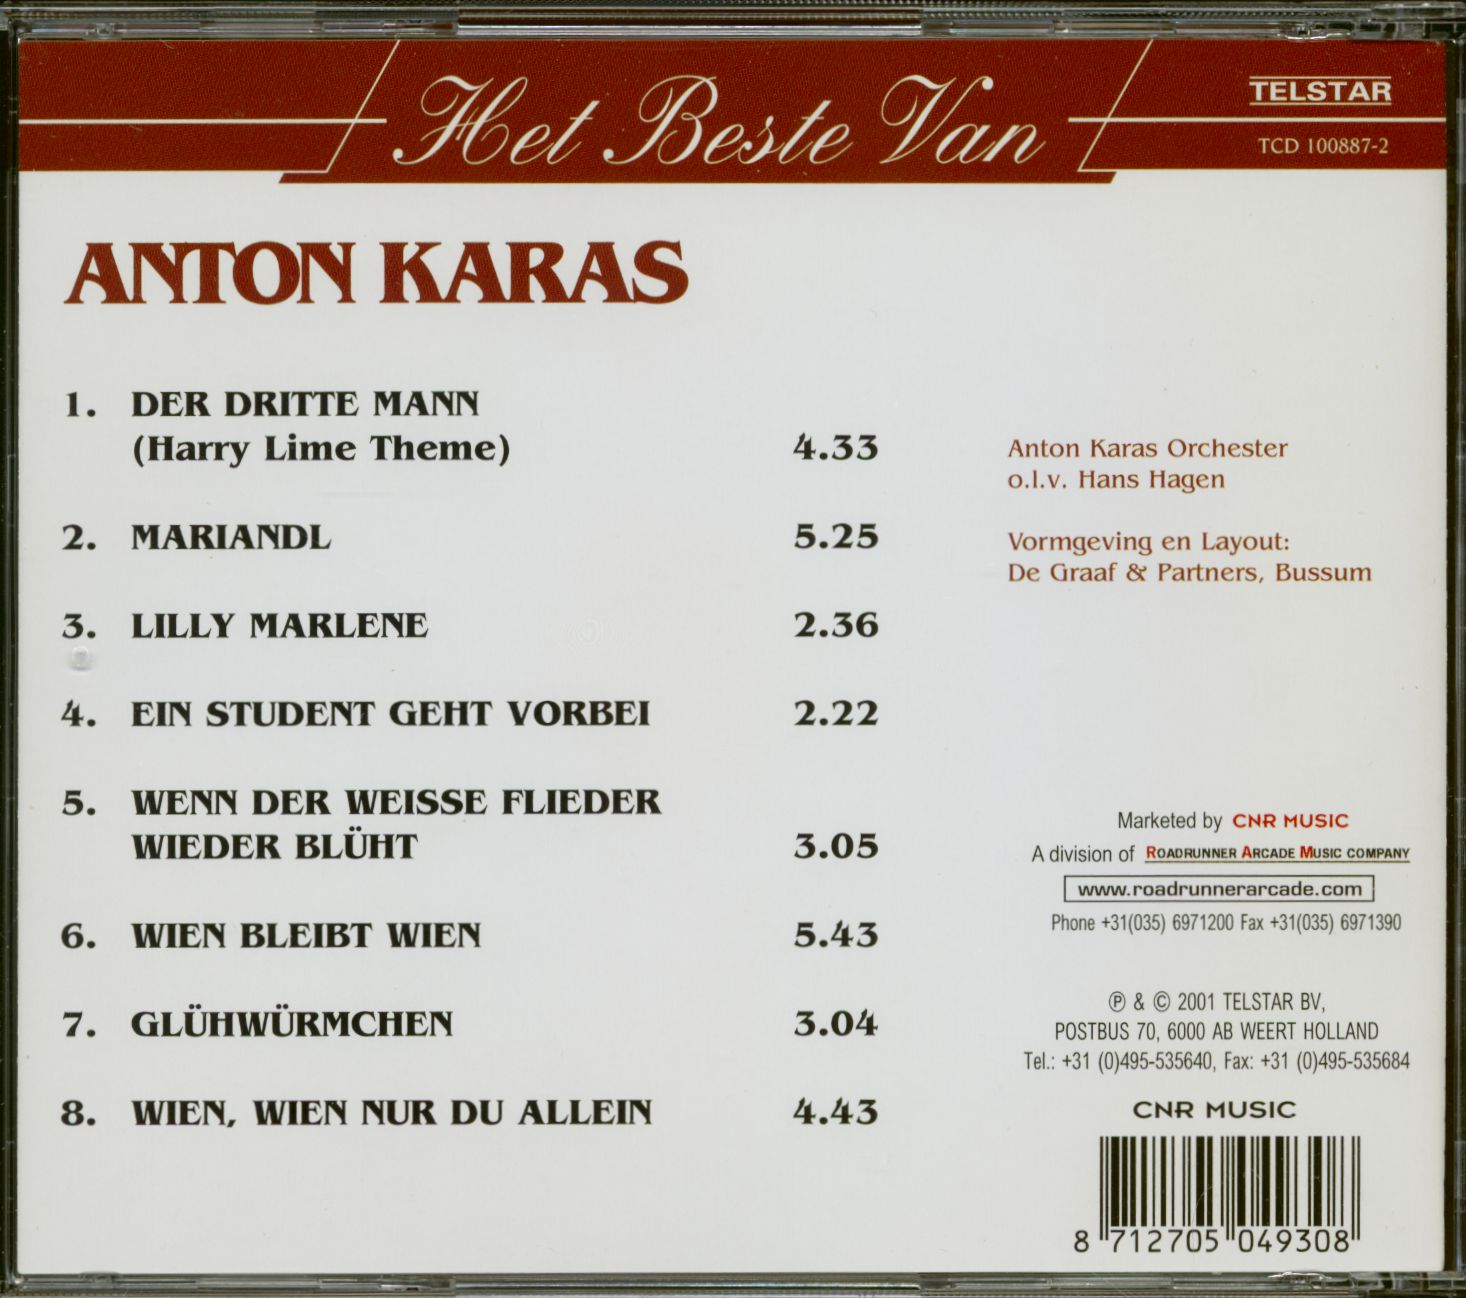 Het Beste Van
TELSTAR
TCD 100887-2
ANTON KARAS
1. DER DRITTE MANN
(Harry Lime Theme) 4.33
2. MARIANDL 5.25
3. LILLY MARLENE 2.36
4. EIN STUDENT GEHT VORBEI 2.22
5. WENN DER WEISSE FLIEDER
WIEDER BLÜHT 3.05
6. WIEN BLEIBT WIEN 5.43
7. GLÜHWÜRMCHEN 3.04
8. WIEN, WIEN NUR DU ALLEIN 4.43
Anton Karas Orchester
o.l.v. Hans Hagen
Vormgeving en Layout:
De Graaf & Partners, Bussum
Marketed by CNR MUSIC
A division of ROADRUNNER ARCADE MUSIC COMPANY
www.roadrunnerarcade.com
Phone +31(035) 6971200 Fax +31(035) 6971390
℗ & © 2001 TELSTAR BV,
POSTBUS 70, 6000 AB WEERT HOLLAND
Tel.: +31 (0)495-535640, Fax: +31 (0)495-535684
CNR MUSIC
8 712705 049308